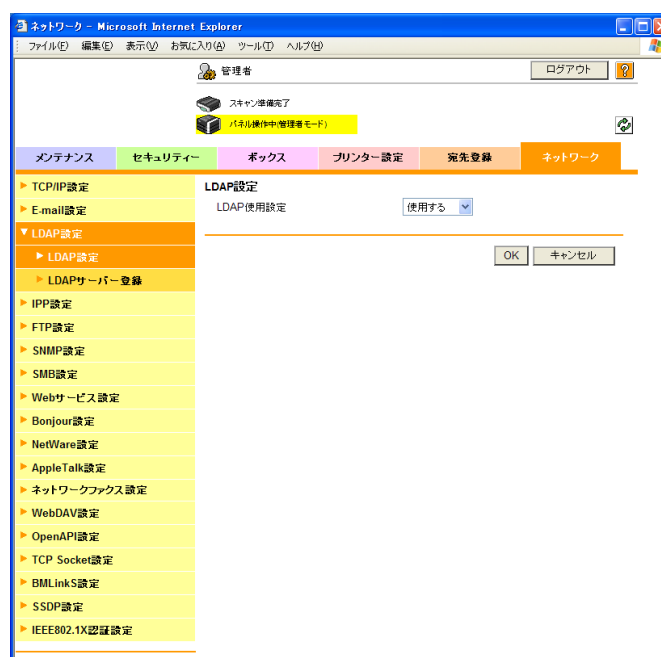 ネットワーク - Microsoft Internet Explorer
ファイル(F) 編集(E) 表示(V) お気に入り(A) ツール(T) ヘルプ(H)
管理者 ログアウト ?
スキャン準備完了
パネル操作中(管理者モード)
メンテナンス セキュリティー ボックス プリンター設定 宛先登録 ネットワーク
TCP/IP設定
E-mail設定
LDAP設定
LDAP設定
LDAPサーバー登録
IPP設定
FTP設定
SNMP設定
SMB設定
Webサービス設定
Bonjour設定
NetWare設定
AppleTalk設定
ネットワークファクス設定
WebDAV設定
OpenAPI設定
TCP Socket設定
BMLinkS設定
SSDP設定
IEEE802.1X認証設定
LDAP設定
LDAP使用設定 使用する
OK キャンセル